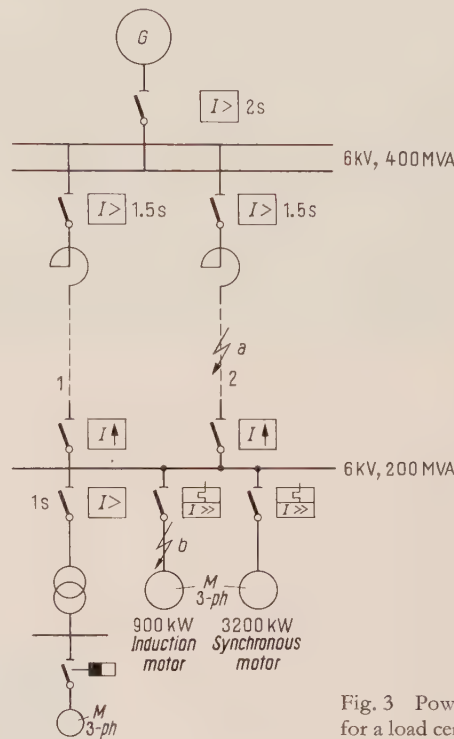 G
I> 2s
6kV, 400MVA
I> 1.5s
I> 1.5s
a
1
2
I
I
6kV, 200MVA
1s
I>
I≫
I≫
b
M
3-ph
900 kW
Induction
motor
3200 kW
Synchronous
motor
M
3-ph
Fig. 3 Pow
for a load cen